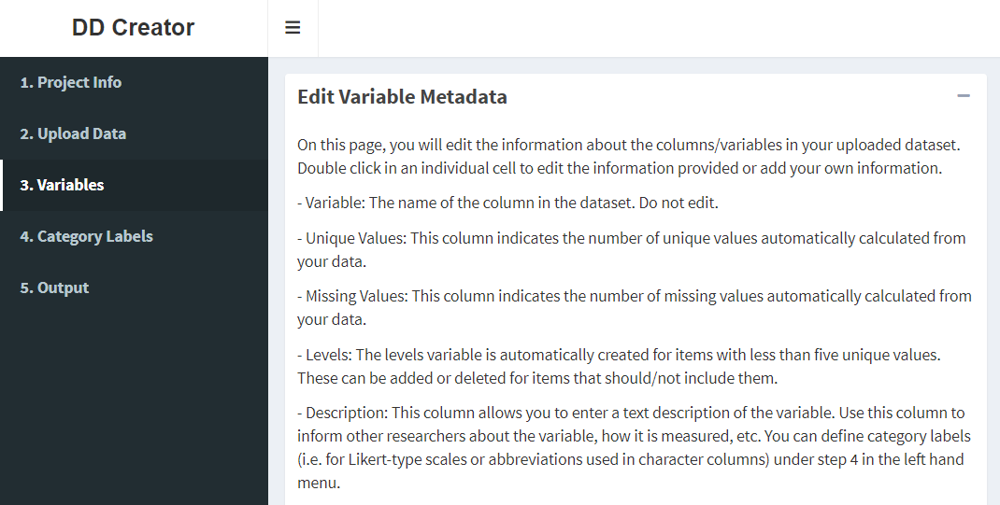 DD Creator
1. Project Info
2. Upload Data
3. Variables
4. Category Labels
5. Output
Edit Variable Metadata
On this page, you will edit the information about the columns/variables in your uploaded dataset.
Double click in an individual cell to edit the information provided or add your own information.
- Variable: The name of the column in the dataset. Do not edit.
- Unique Values: This column indicates the number of unique values automatically calculated from
your data.
- Missing Values: This column indicates the number of missing values automatically calculated from
your data.
- Levels: The levels variable is automatically created for items with less than five unique values.
These can be added or deleted for items that should/not include them.
- Description: This column allows you to enter a text description of the variable. Use this column to
inform other researchers about the variable, how it is measured, etc. You can define category labels
(i.e. for Likert-type scales or abbreviations used in character columns) under step 4 in the left hand
menu.